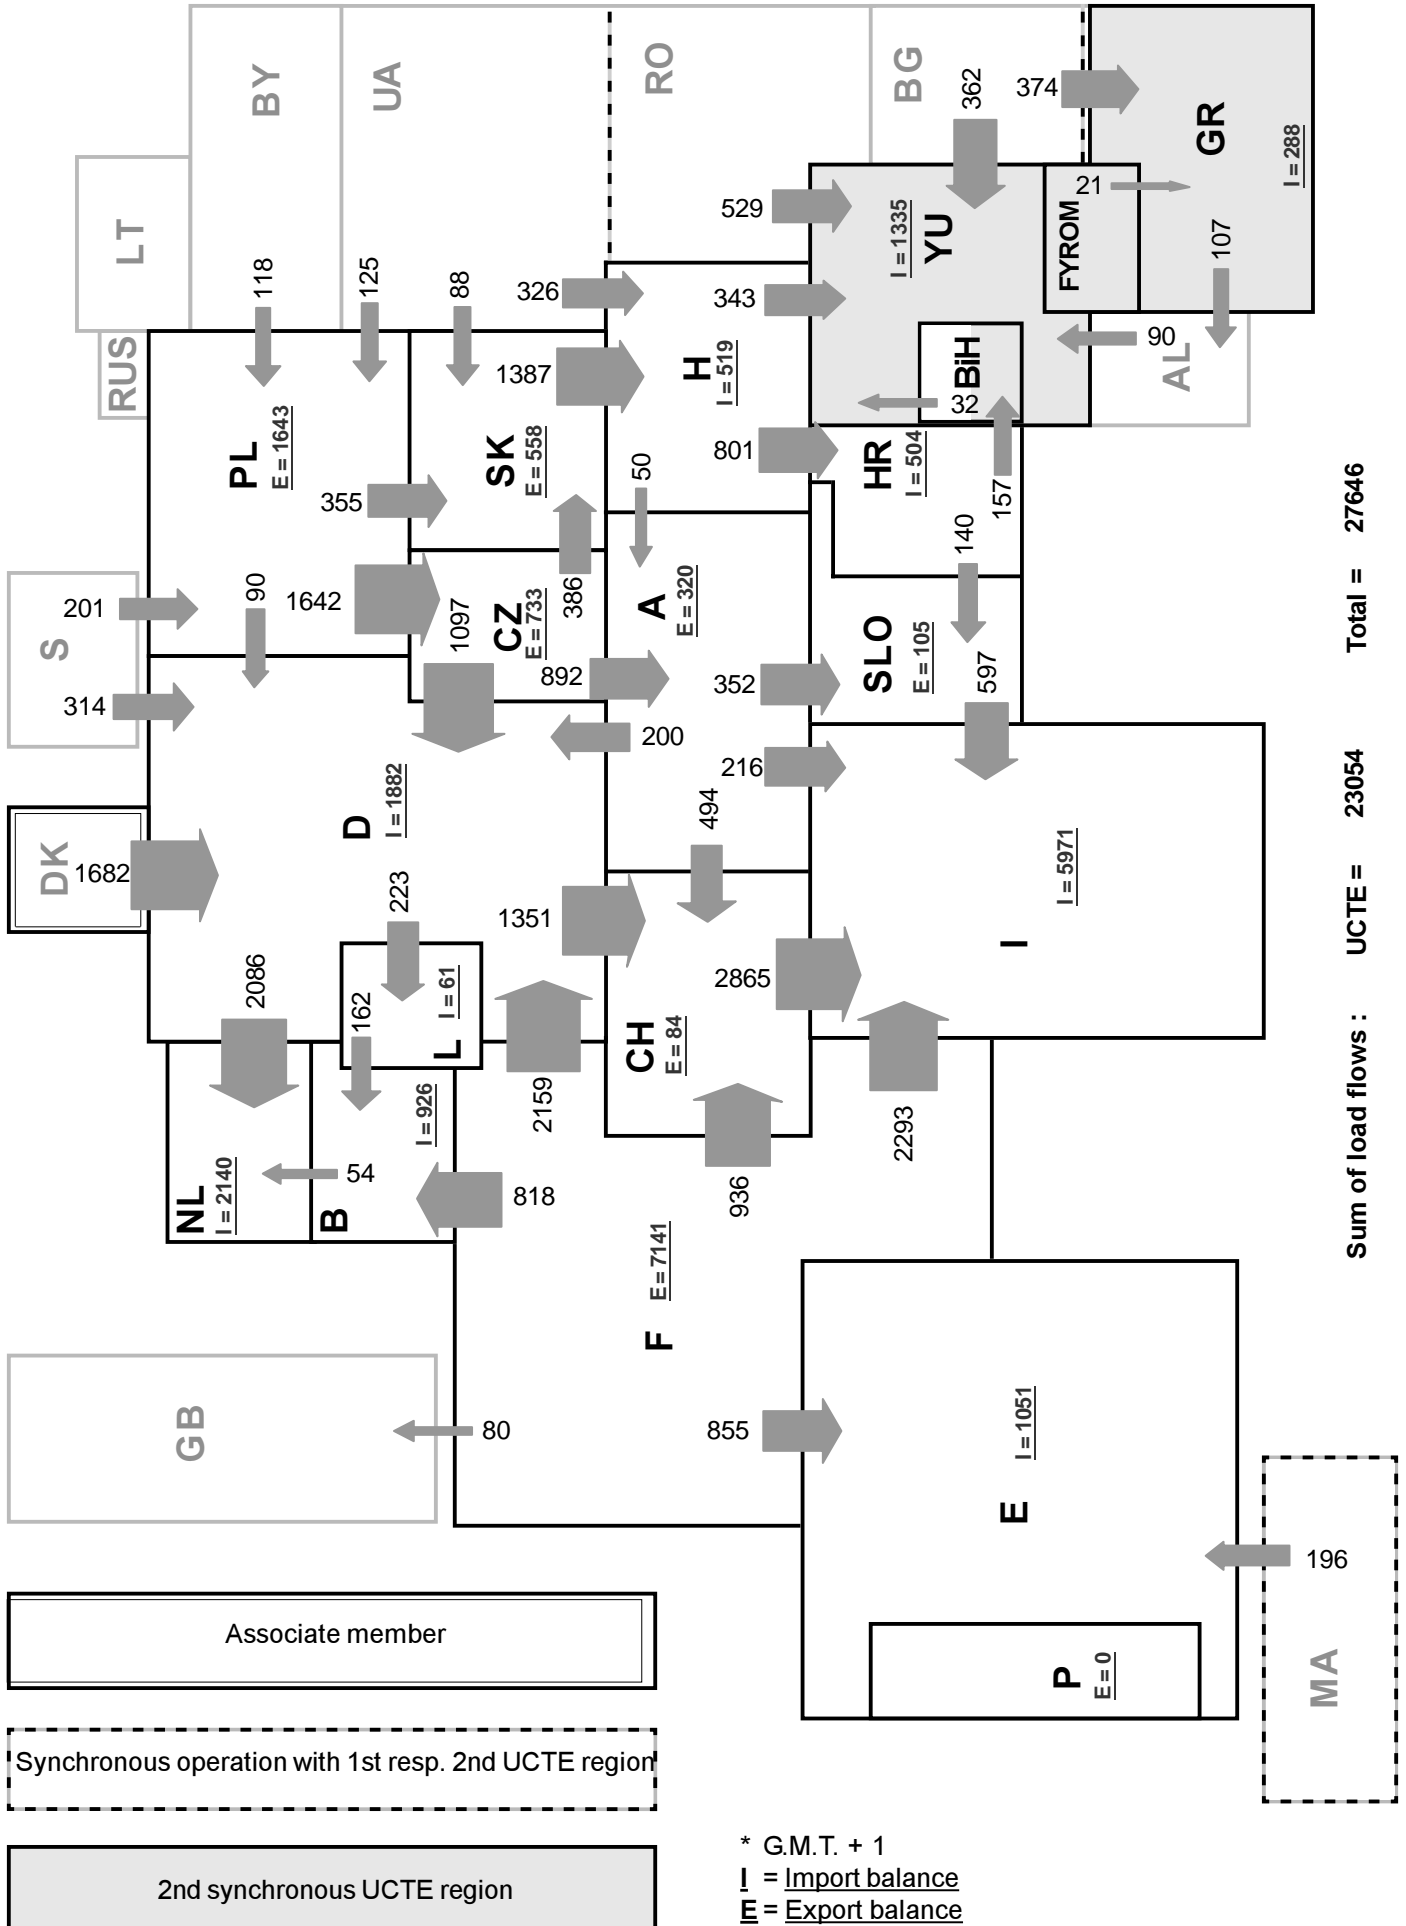 BY
UA
RO
BG
362
374
GR
I = 288
LT
529
21
I = 1335
YU
FYROM
107
118
125
88
326
343
RUS
1387
H
I = 519
BiH
90
AL
32
PL
E = 1643
SK
E = 558
801
HR
I = 504
50
355
157
140
S
201
90
1642
1097
CZ
E = 733
386
A
E = 320
892
352
SLO
E = 105
597
314
200
216
494
D
I = 1882
DK
1682
223
1351
I = 5971
I
2086
162
L
I = 61
2865
CH
E = 84
I = 926
2159
2293
NL
I = 2140
54
B
818
936
F
E = 7141
Sum of load flows : UCTE = 23054 Total = 27646
GB
80
855
I = 1051
E
196
P
E = 0
MA
Associate member
Synchronous operation with 1st resp. 2nd UCTE region
2nd synchronous UCTE region
* G.M.T. + 1
I = Import balance
E = Export balance